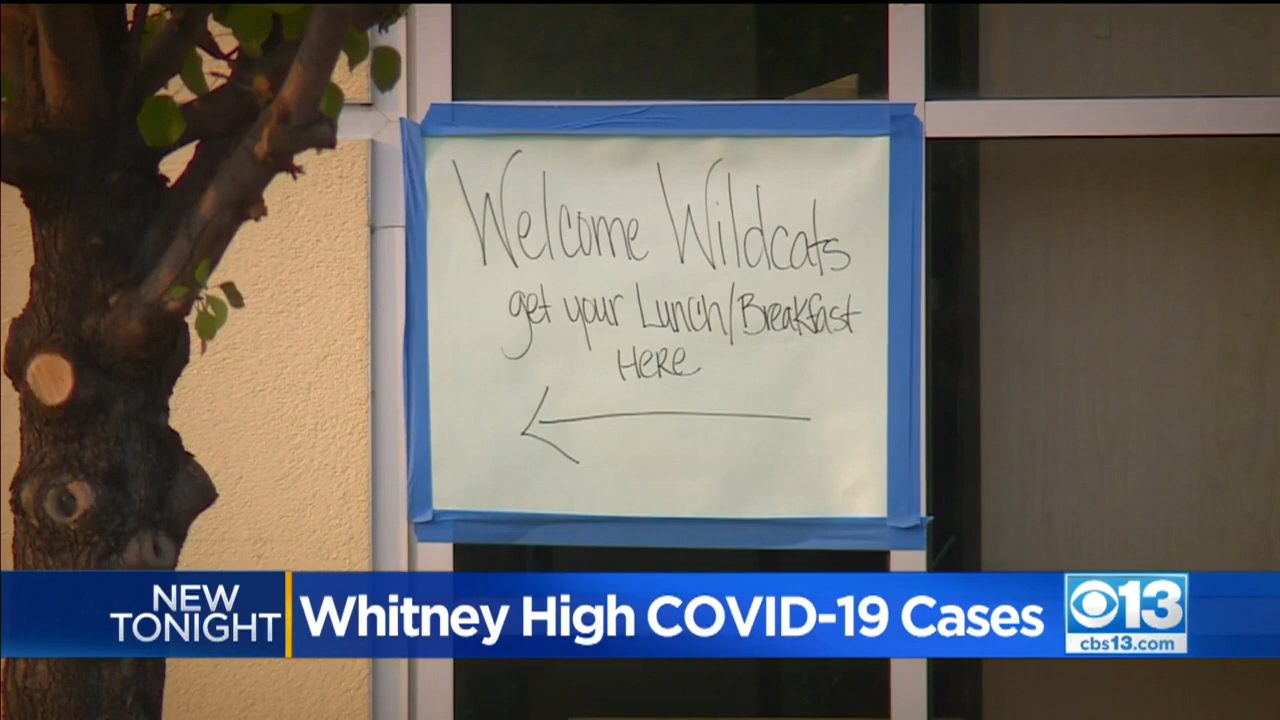 Welcome Wildcats
get your Lunch/Breakfast
HERE
NEW
TONIGHT
Whitney High COVID-19 Cases
13
cbs13.com